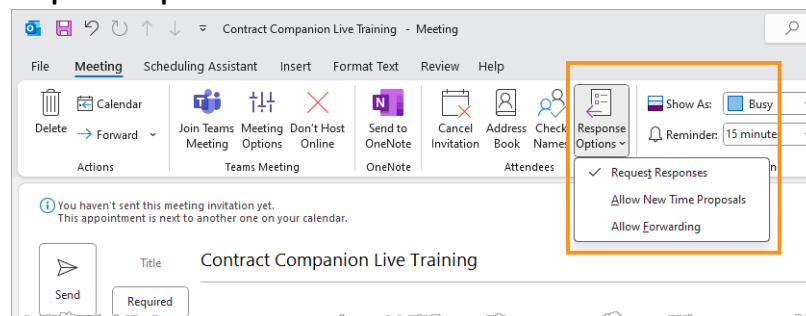 Contract Companion Live Training - Meeting
File Meeting Scheduling Assistant Insert Format Text Review Help
Calendar
Delete
Forward
Join Teams Meeting
Meeting Options
Don't Host Online
Send to OneNote
Cancel Invitation
Address Book
Check Names
Response Options
Show As: Busy
Reminder: 15 minute
Actions Teams Meeting OneNote Attendees
Request Responses
Allow New Time Proposals
Allow Forwarding
You haven't sent this meeting invitation yet.
This appointment is next to another one on your calendar.
Send
Title Contract Companion Live Training
Required